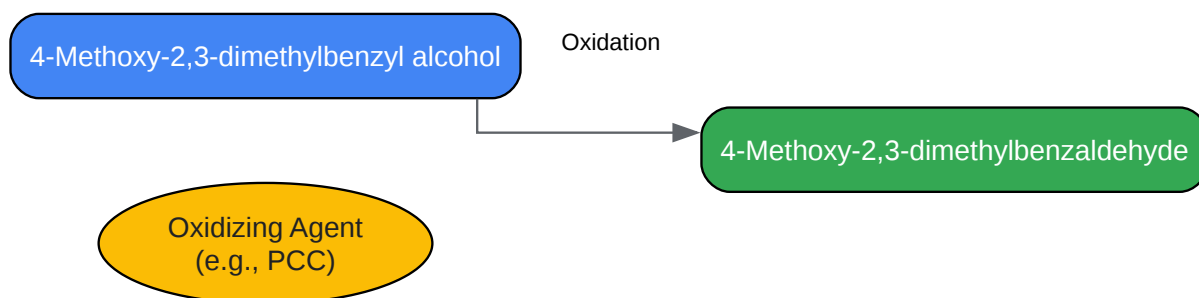 4-Methoxy-2,3-dimethylbenzyl alcohol
Oxidation
4-Methoxy-2,3-dimethylbenzaldehyde
Oxidizing Agent
(e.g., PCC)